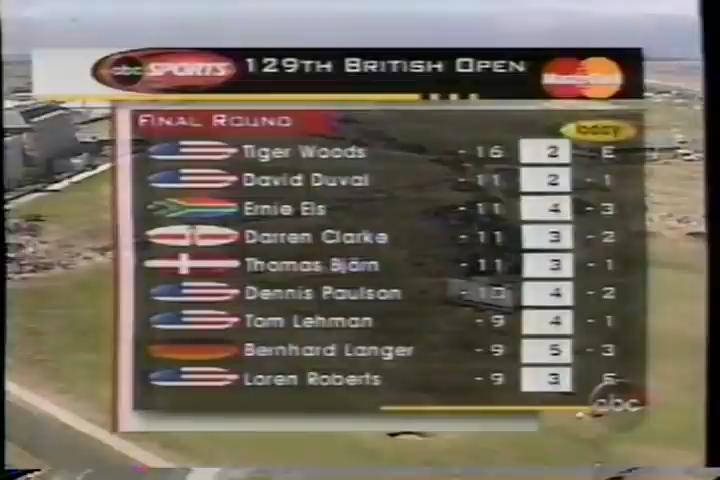 abc SPORTS 129TH BRITISH OPEN MasterCard
FINAL ROUND
Today
Tiger Woods -16 2 E
David Duval -11 2 -1
Ernie Els -11 4 -3
Darren Clarke -11 3 -2
Thomas Björn -11 3 -1
Dennis Paulson -10 4 -2
Tom Lehman -9 4 -1
Bernhard Langer -9 5 -3
Loren Roberts -9 3 E
abc